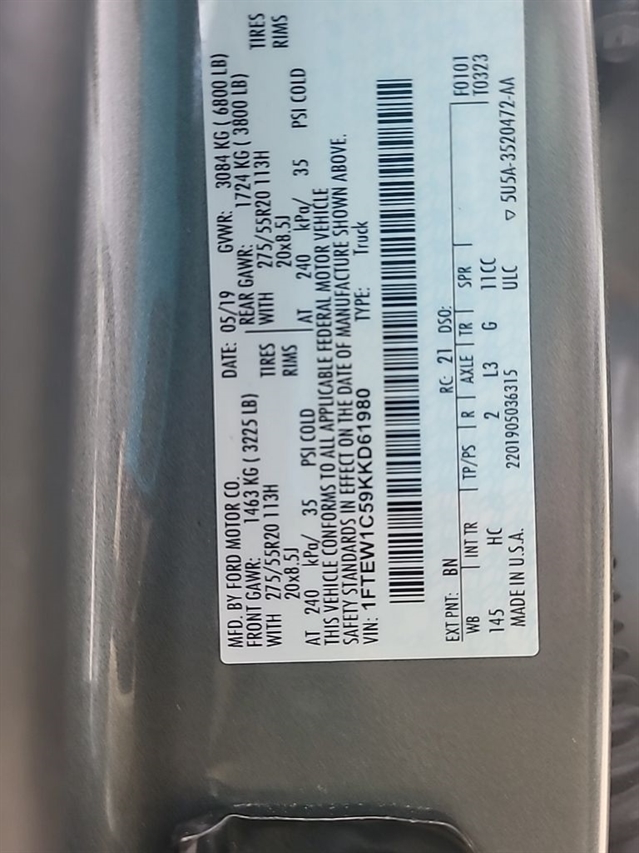 MFD. BY FORD MOTOR CO. DATE: 05/19 GVWR: 3084 KG ( 6800 LB)
FRONT GAWR: 1463 KG ( 3225 LB) REAR GAWR: 1724 KG ( 3800 LB)
WITH 275/55R20 113H TIRES WITH 275/55R20 113H TIRES
20x8.5J RIMS 20x8.5J RIMS
AT 240 kPa/ 35 PSI COLD AT 240 kPa/ 35 PSI COLD
THIS VEHICLE CONFORMS TO ALL APPLICABLE FEDERAL MOTOR VEHICLE
SAFETY STANDARDS IN EFFECT ON THE DATE OF MANUFACTURE SHOWN ABOVE.
VIN: 1FTEW1C59KKD61980 TYPE: Truck
EXT PNT: BN RC: 21 DSO: F0101
WB INT TR TP/PS R AXLE TR SPR T0323
145 HC 2 L3 G 11CC
MADE IN U.S.A. 2201905036315 ULC ▽ 5U5A-3520472-AA